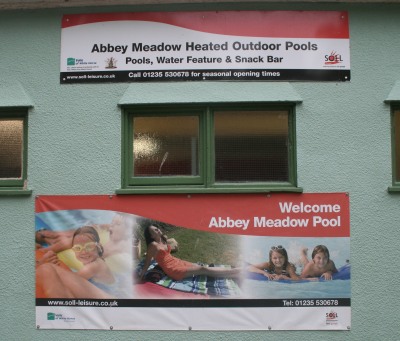 Abbey Meadow Heated Outdoor Pools
Pools, Water Feature & Snack Bar
SOLL
www.soll-leisure.co.uk
Call 01235 530678 for seasonal opening times
Welcome
Abbey Meadow Pool
www.soll-leisure.co.uk
Tel: 01235 530678
SOLL